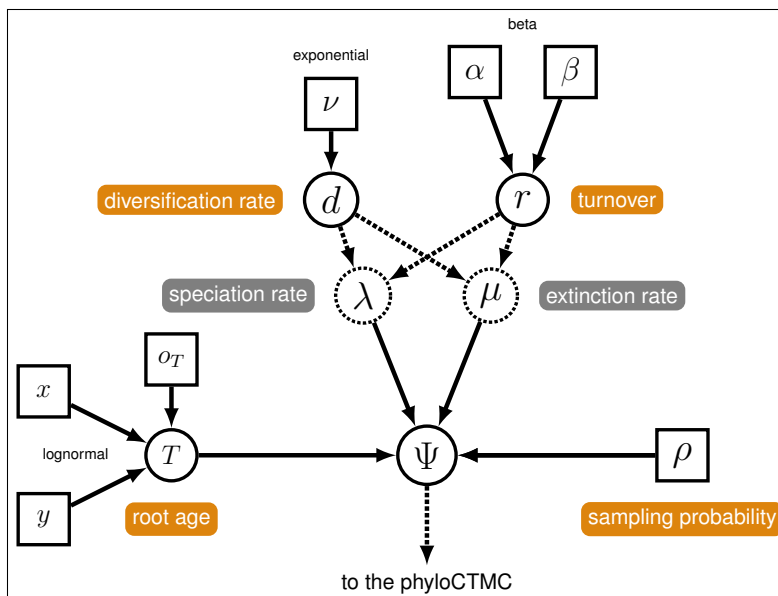 beta
exponential
α β
ν
diversification rate d r turnover
speciation rate λ μ extinction rate
o_T
x
lognormal T Ψ ρ
y root age sampling probability
to the phyloCTMC